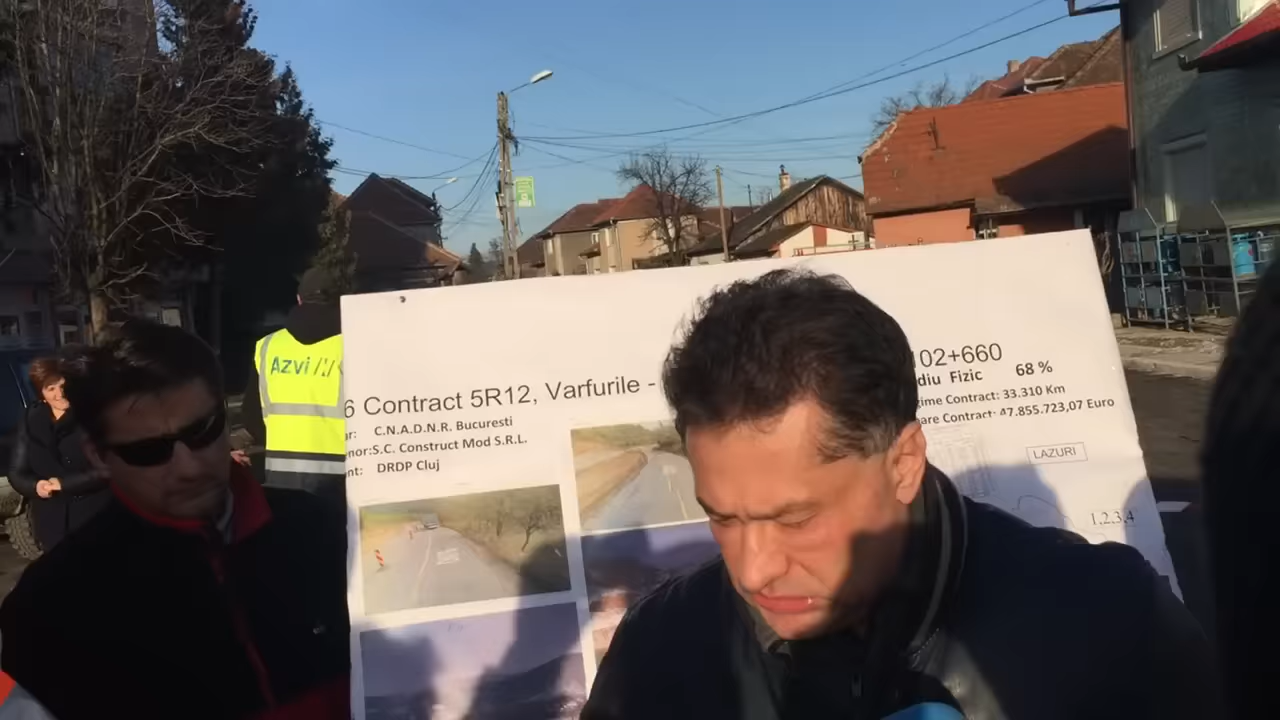 Azvi
6 Contract 5R12, Varfurile -
102+660
C.N.A.D.N.R. Bucuresti
diu Fizic 68 %
nor:S.C. Construct Mod S.R.L.
gime Contract: 33.310 Km
nt: DRDP Cluj
are Contract: 47.855.723,07 Euro
LAZURI
1,2,3,4